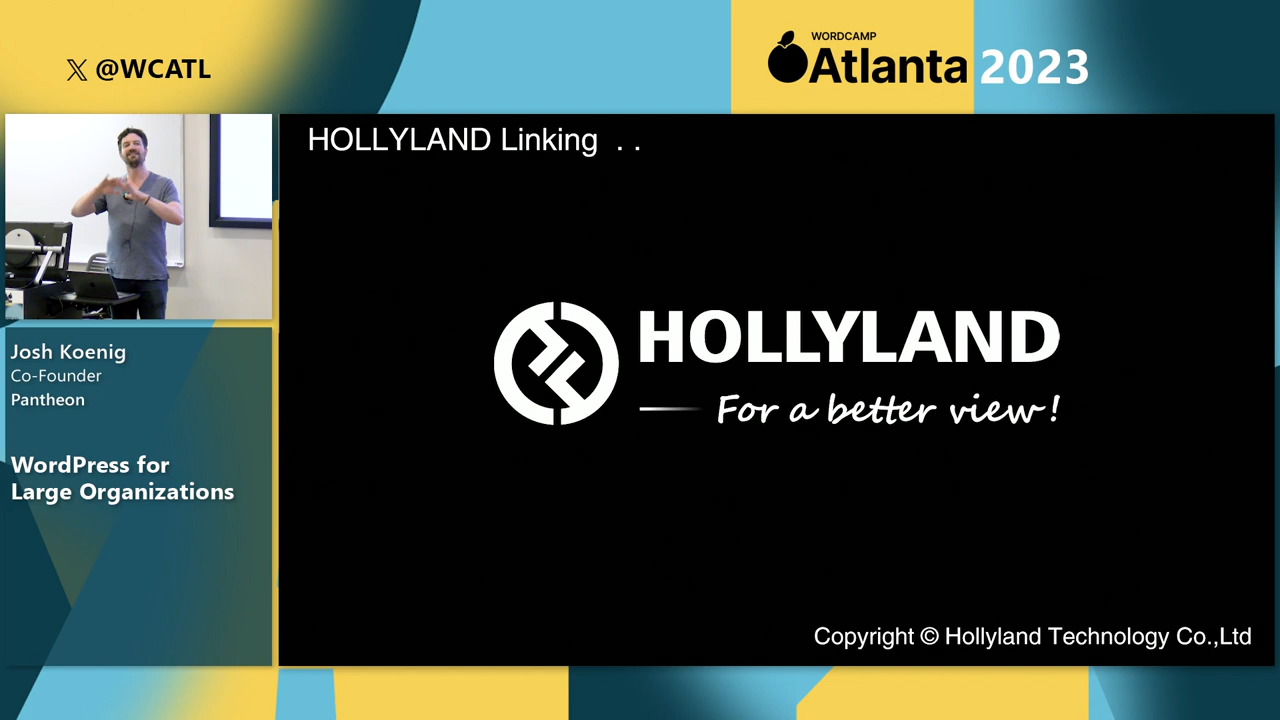 𝕏 @WCATL
WORDCAMP
Atlanta 2023
HOLLYLAND Linking . .
HOLLYLAND
For a better view!
Josh Koenig
Co-Founder
Pantheon
WordPress for
Large Organizations
Copyright © Hollyland Technology Co.,Ltd